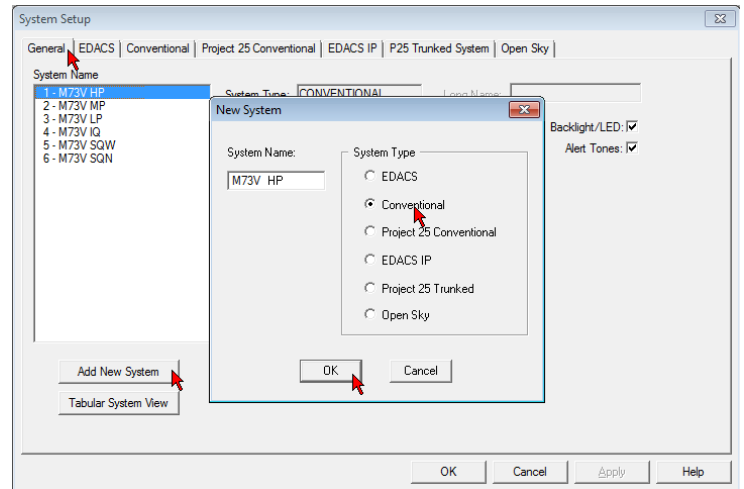 System Setup
General EDACS Conventional Project 25 Conventional EDACS IP P25 Trunked System Open Sky
System Name
1 - M73V HP
2 - M73V MP
3 - M73V LP
4 - M73V IQ
5 - M73V SQW
6 - M73V SQN
System Type: CONVENTIONAL Long Name:
Backlight/LED:
Alert Tones:
New System
System Name:
M73V HP
System Type
EDACS
Conventional
Project 25 Conventional
EDACS IP
Project 25 Trunked
Open Sky
OK Cancel
Add New System
Tabular System View
OK Cancel Apply Help